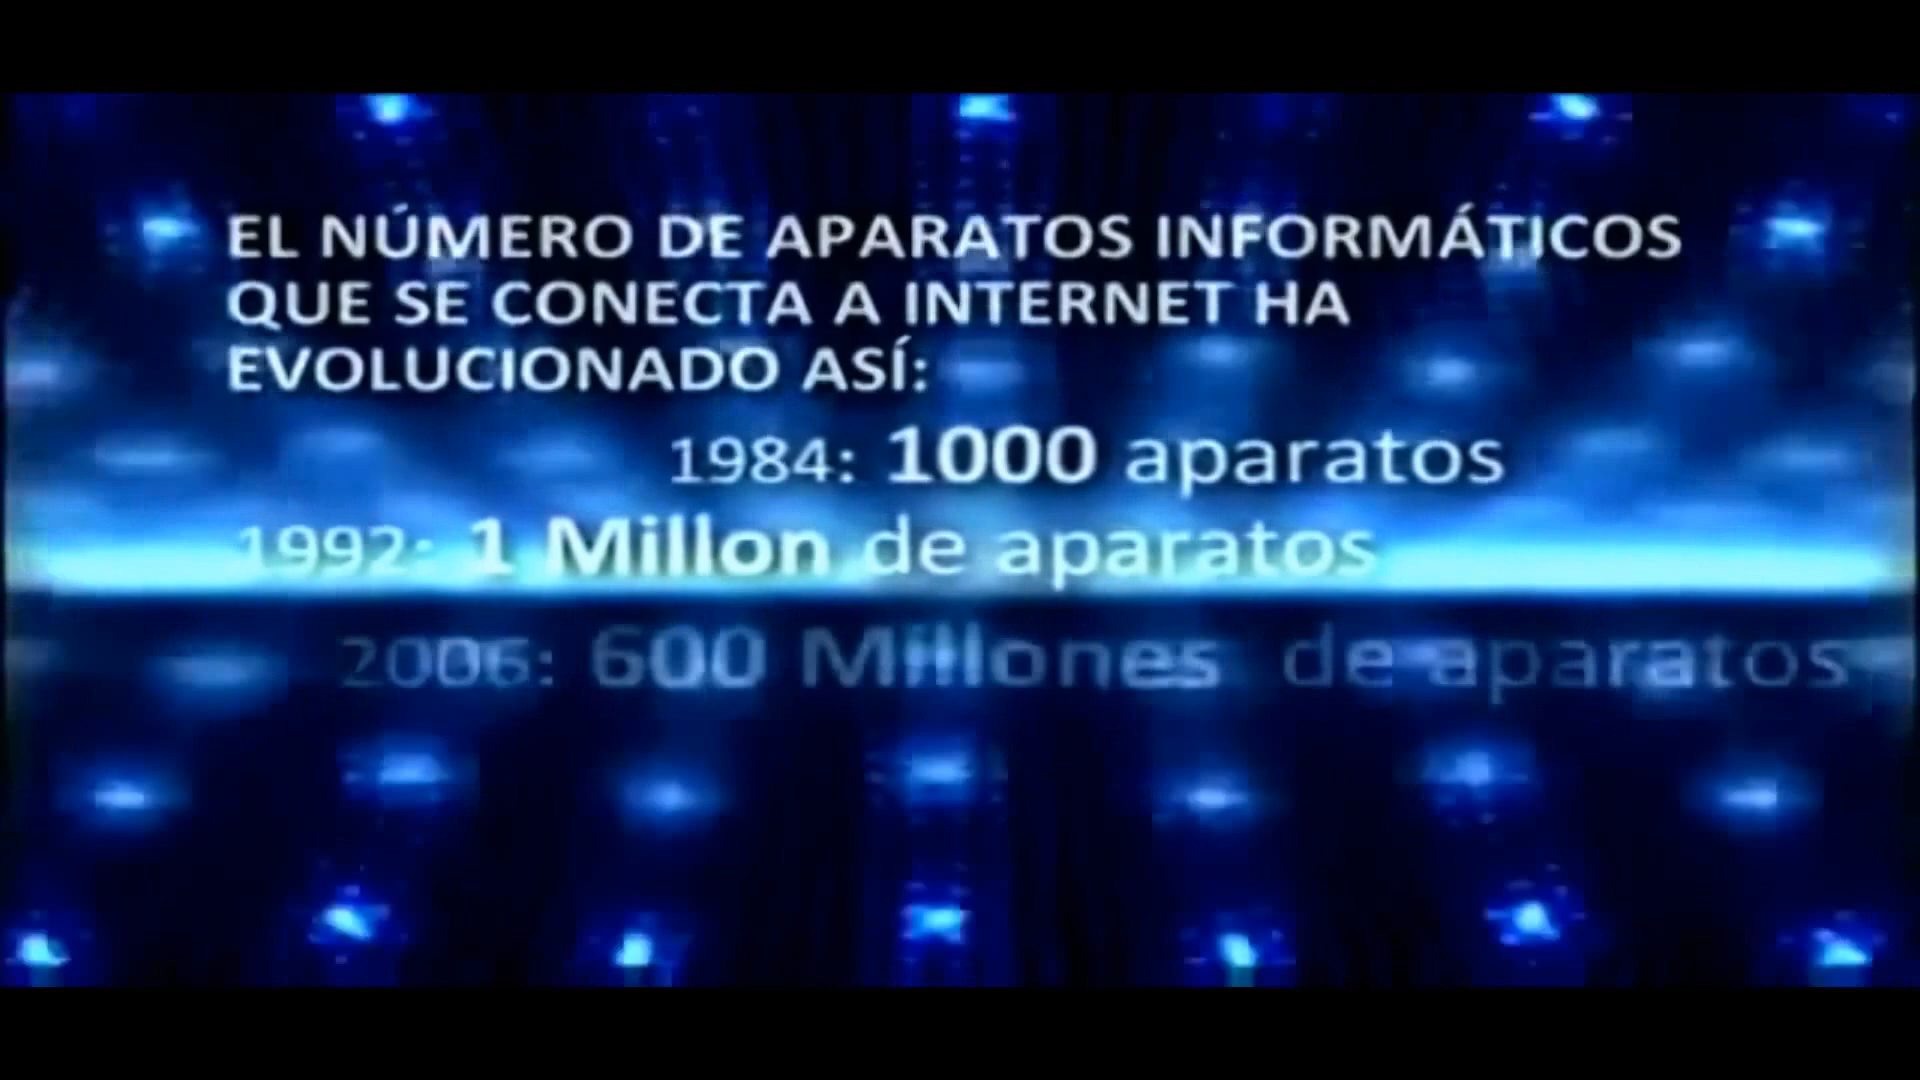 EL NÚMERO DE APARATOS INFORMÁTICOS
QUE SE CONECTA A INTERNET HA
EVOLUCIONADO ASÍ:
1984: 1000 aparatos
1992: 1 Millon de aparatos
2006: 600 Millones de aparatos